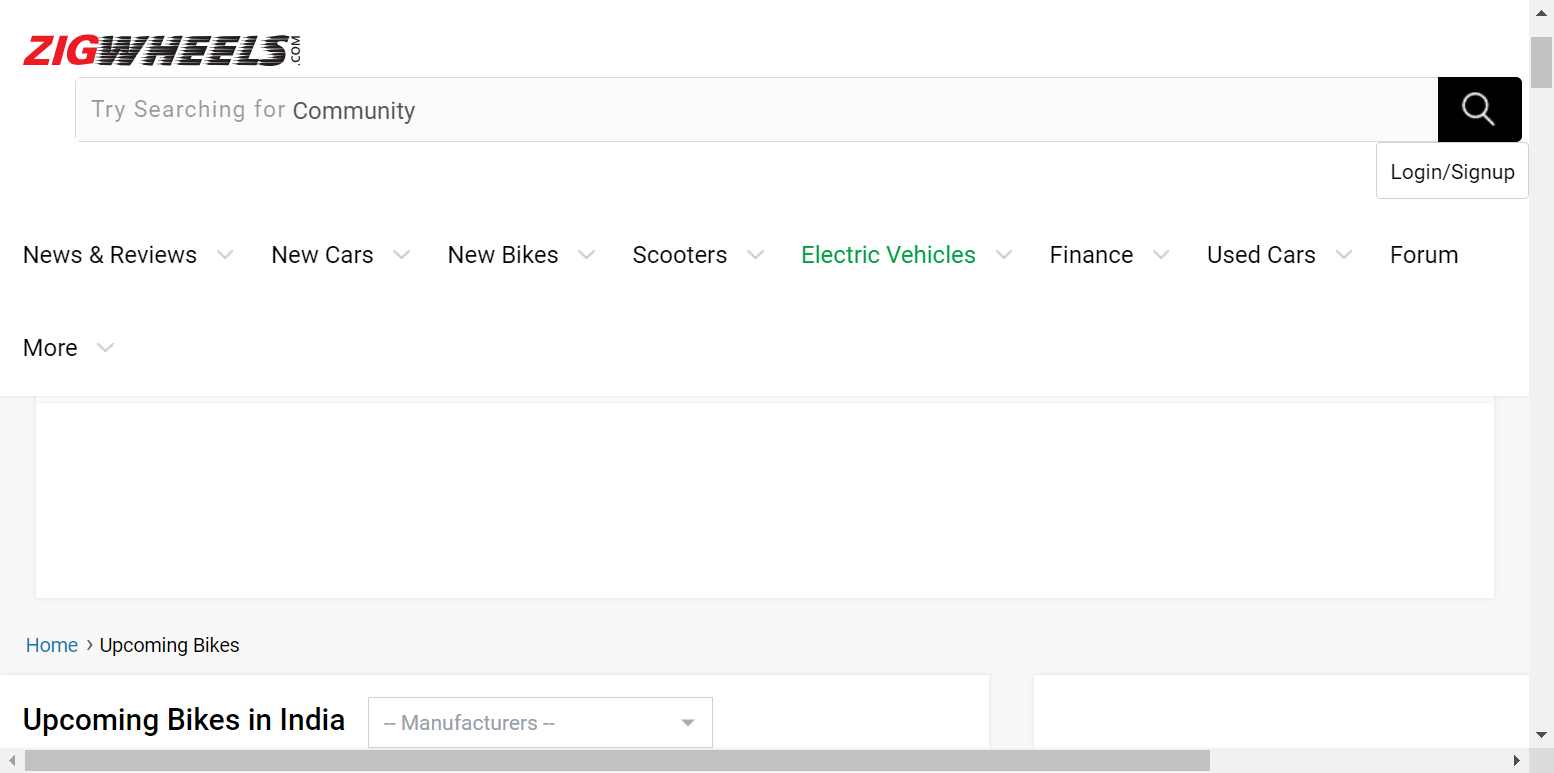 ZIGWHEELS.COM
Try Searching for Community
Login/Signup
News & Reviews New Cars New Bikes Scooters Electric Vehicles Finance Used Cars Forum
More
Home › Upcoming Bikes
Upcoming Bikes in India -- Manufacturers --